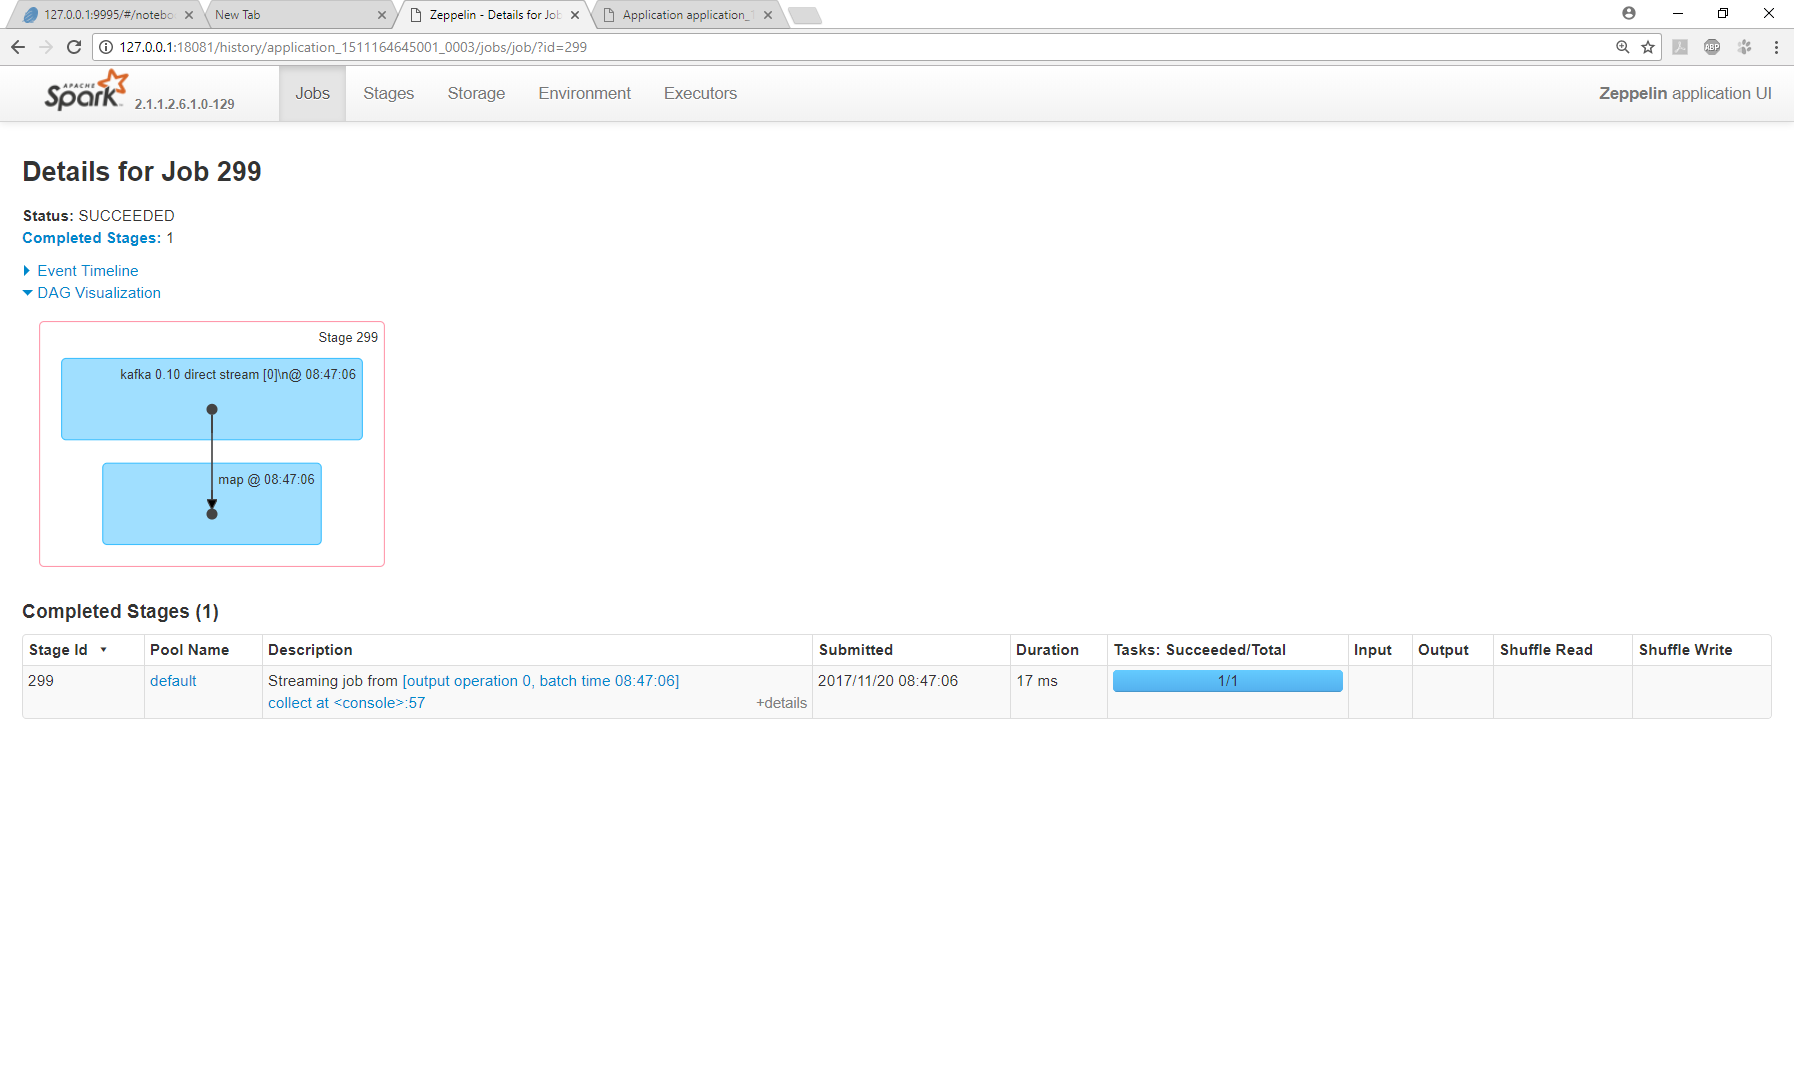 127.0.0.1:9995/#/notebo
New Tab
Zeppelin - Details for Job
Application application_1
127.0.0.1:18081/history/application_1511164645001_0003/jobs/job/?id=299
ABP
APACHE
Spark
2.1.1.2.6.1.0-129
Jobs
Stages
Storage
Environment
Executors
Zeppelin application UI
Details for Job 299
Status: SUCCEEDED
Completed Stages: 1
Event Timeline
DAG Visualization
Stage 299
kafka 0.10 direct stream [0]\n@ 08:47:06
map @ 08:47:06
Completed Stages (1)
Stage Id Pool Name Description Submitted Duration Tasks: Succeeded/Total Input Output Shuffle Read Shuffle Write
299 default Streaming job from [output operation 0, batch time 08:47:06] 2017/11/20 08:47:06 17 ms 1/1
collect at <console>:57 +details